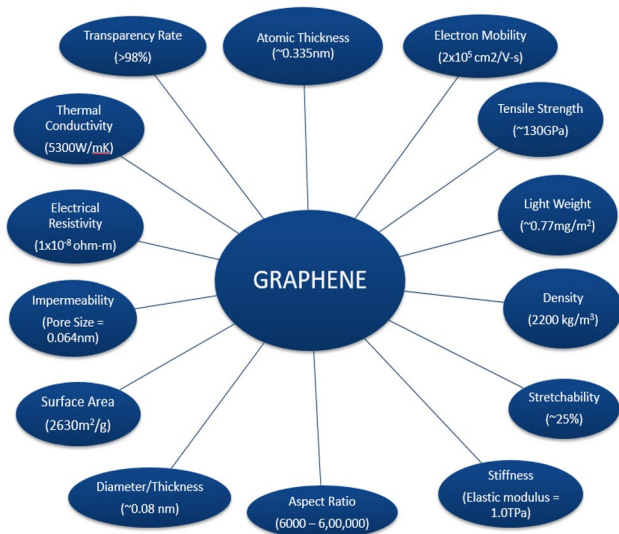 Transparency Rate
(>98%)
Atomic Thickness
(~0.335nm)
Electron Mobility
(2x10⁵ cm2/V-s)
Thermal
Conductivity
(5300W/mK)
Tensile Strength
(~130GPa)
Electrical
Resistivity
(1x10⁻⁸ ohm-m)
Light Weight
(~0.77mg/m²)
GRAPHENE
Impermeability
(Pore Size =
0.064nm)
Density
(2200 kg/m³)
Surface Area
(2630m²/g)
Stretchability
(~25%)
Diameter/Thickness
(~0.08 nm)
Aspect Ratio
(6000 – 6,00,000)
Stiffness
(Elastic modulus =
1.0TPa)